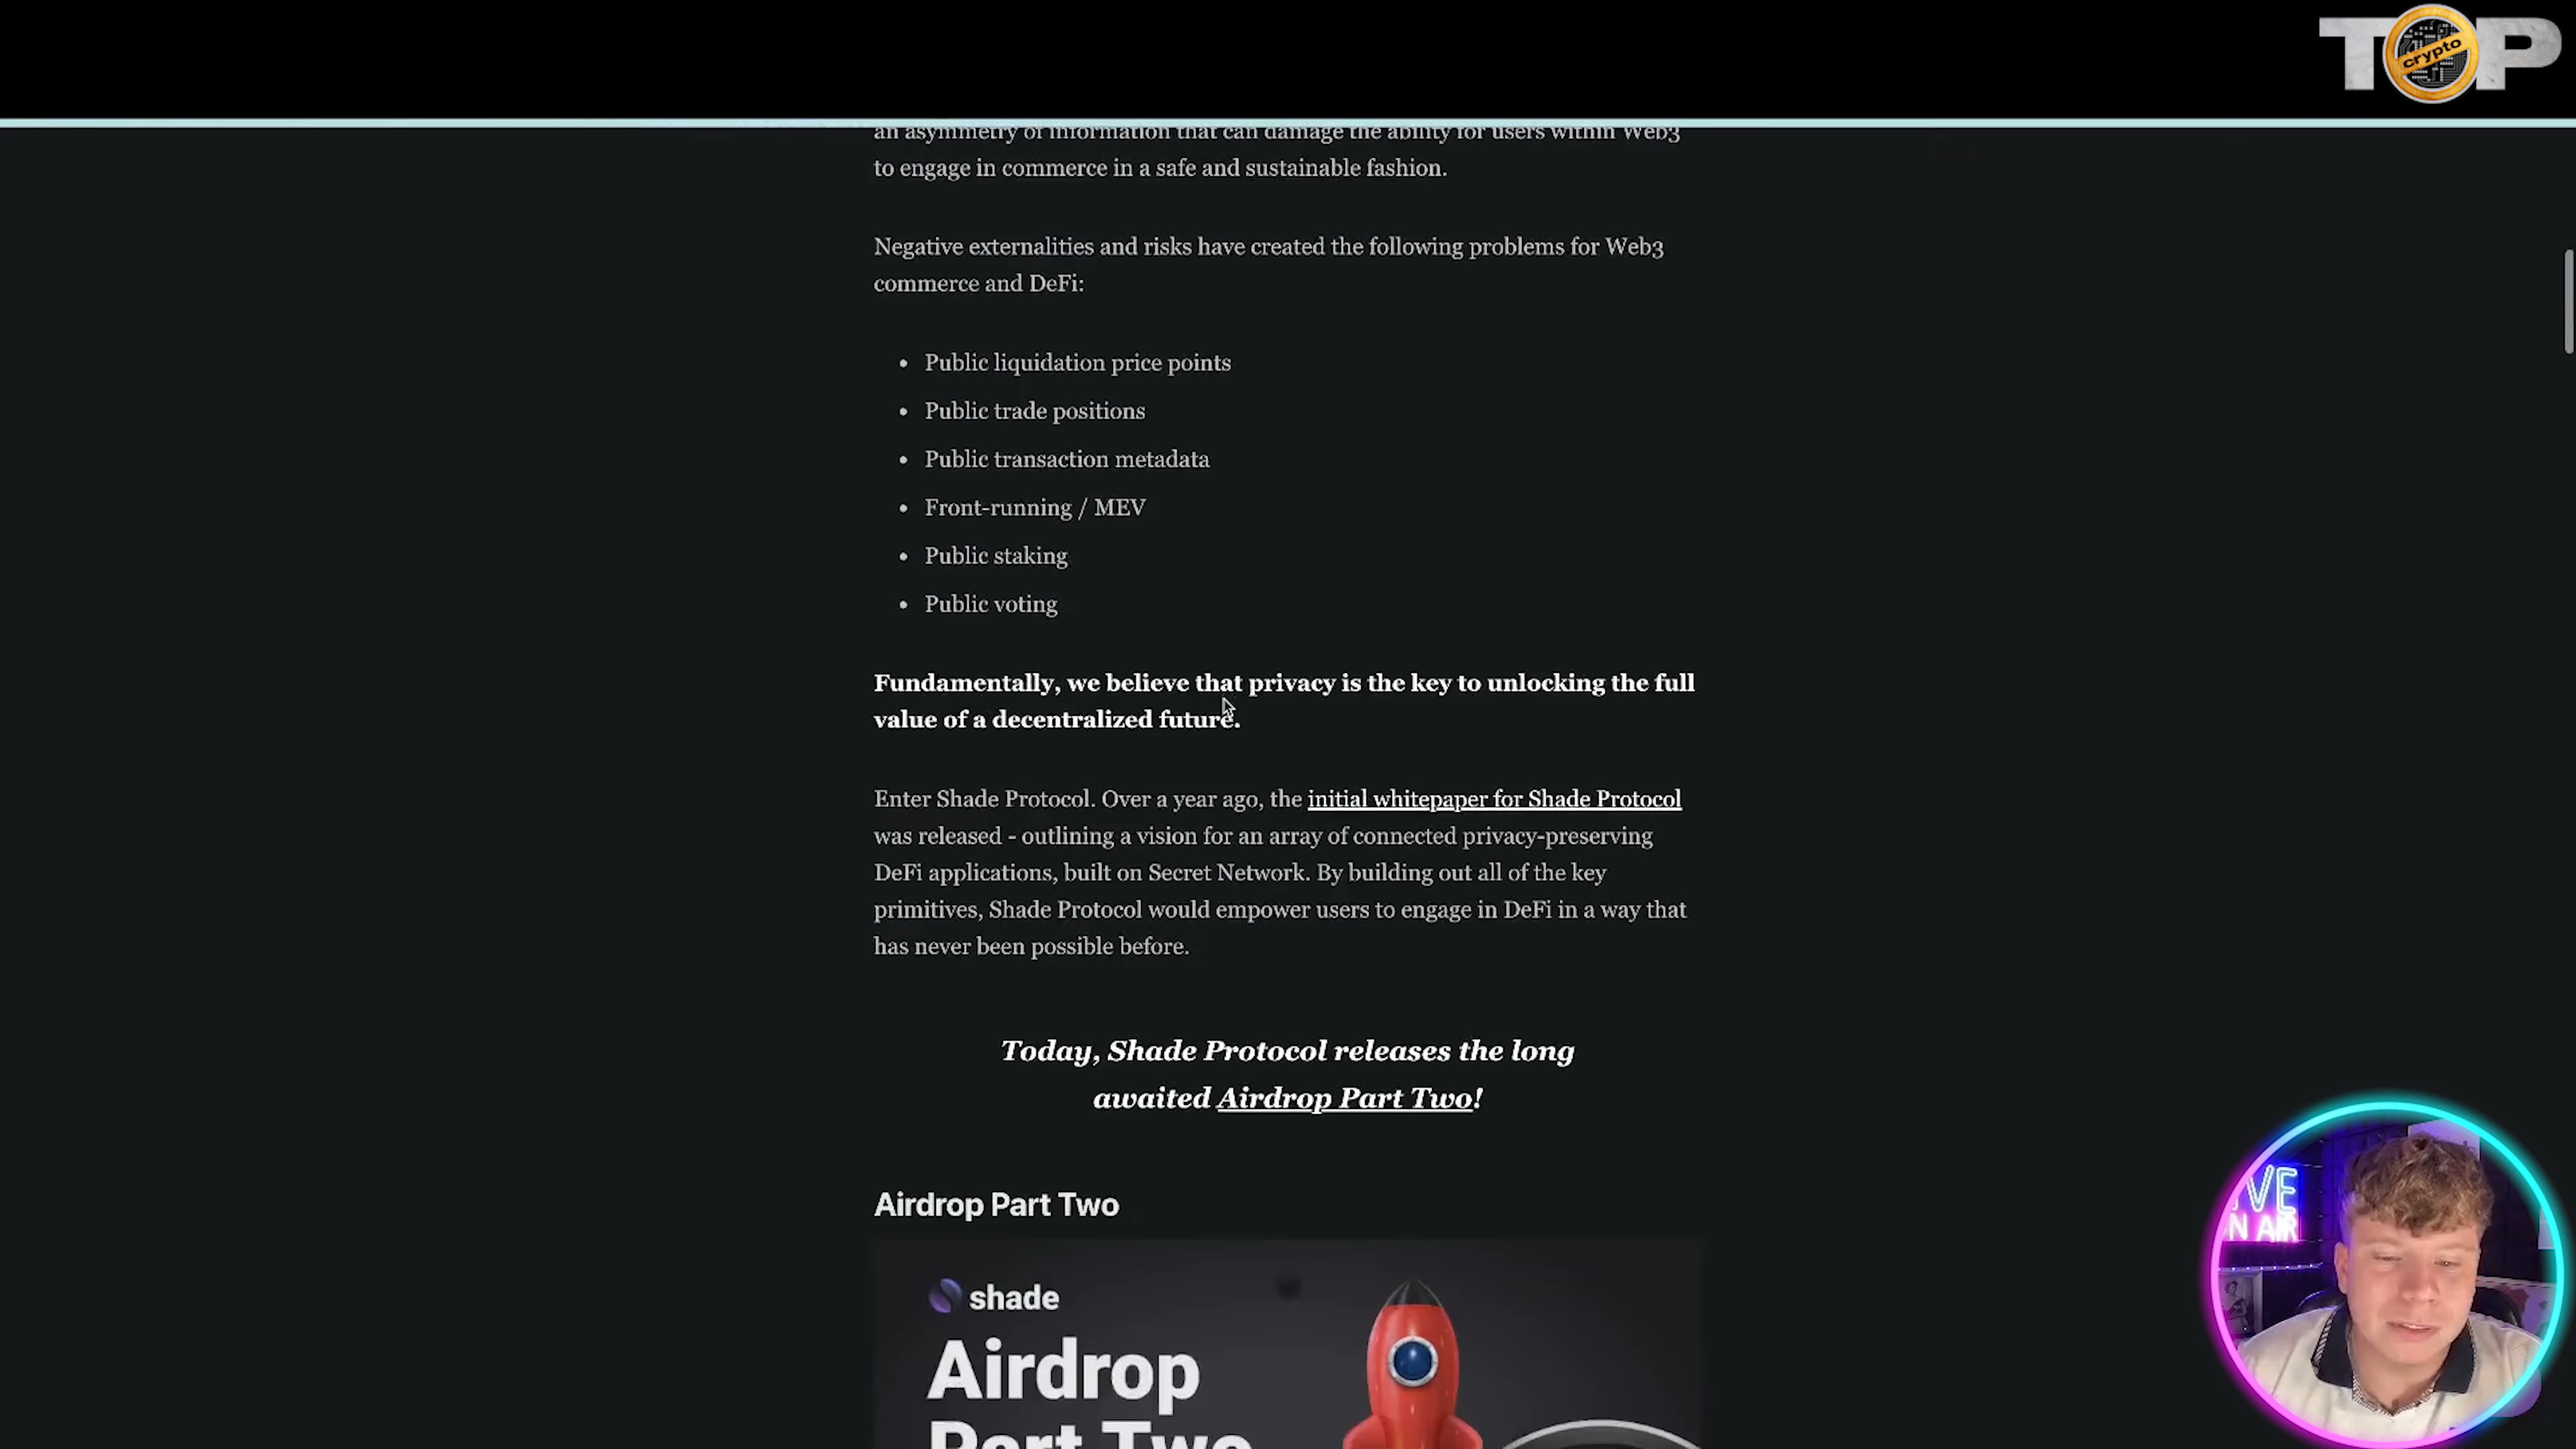 TOP
crypto
an asymmetry of information that can damage the ability for users within Web3
to engage in commerce in a safe and sustainable fashion.
Negative externalities and risks have created the following problems for Web3
commerce and DeFi:
• Public liquidation price points
• Public trade positions
• Public transaction metadata
• Front-running / MEV
• Public staking
• Public voting
Fundamentally, we believe that privacy is the key to unlocking the full
value of a decentralized future.
Enter Shade Protocol. Over a year ago, the initial whitepaper for Shade Protocol
was released - outlining a vision for an array of connected privacy-preserving
DeFi applications, built on Secret Network. By building out all of the key
primitives, Shade Protocol would empower users to engage in DeFi in a way that
has never been possible before.
Today, Shade Protocol releases the long
awaited Airdrop Part Two!
Airdrop Part Two
shade
Airdrop
Part Two
IVE
N AIR